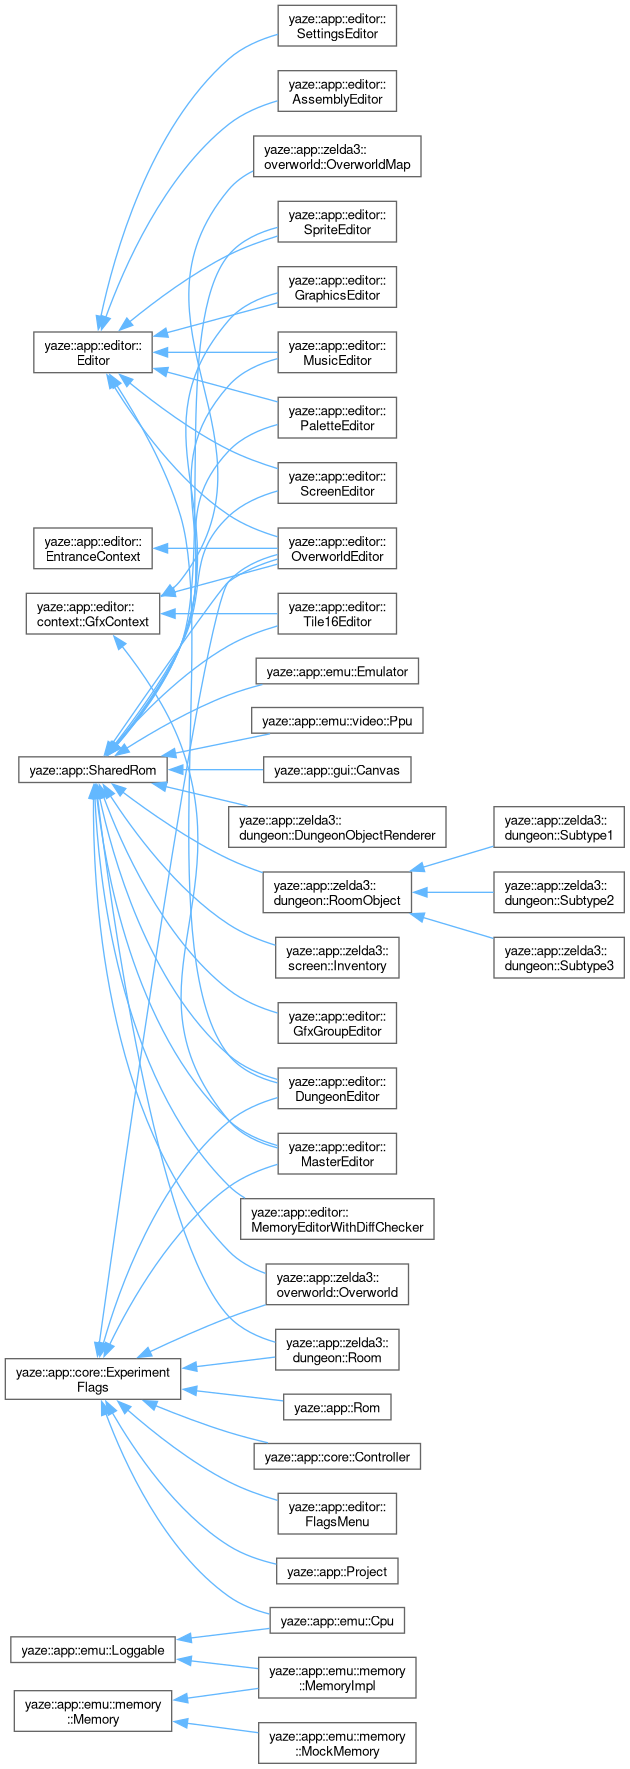 yaze::app::editor::
SettingsEditor
yaze::app::editor::
AssemblyEditor
yaze::app::zelda3::
overworld::OverworldMap
yaze::app::editor::
SpriteEditor
yaze::app::editor::
GraphicsEditor
yaze::app::editor::
Editor
yaze::app::editor::
MusicEditor
yaze::app::editor::
PaletteEditor
yaze::app::editor::
ScreenEditor
yaze::app::editor::
EntranceContext
yaze::app::editor::
OverworldEditor
yaze::app::editor::
context::GfxContext
yaze::app::editor::
Tile16Editor
yaze::app::emu::Emulator
yaze::app::emu::video::Ppu
yaze::app::SharedRom
yaze::app::gui::Canvas
yaze::app::zelda3::
dungeon::DungeonObjectRenderer
yaze::app::zelda3::
dungeon::Subtype1
yaze::app::zelda3::
dungeon::RoomObject
yaze::app::zelda3::
dungeon::Subtype2
yaze::app::zelda3::
screen::Inventory
yaze::app::zelda3::
dungeon::Subtype3
yaze::app::editor::
GfxGroupEditor
yaze::app::editor::
DungeonEditor
yaze::app::editor::
MasterEditor
yaze::app::editor::
MemoryEditorWithDiffChecker
yaze::app::zelda3::
overworld::Overworld
yaze::app::zelda3::
dungeon::Room
yaze::app::core::Experiment
Flags
yaze::app::Rom
yaze::app::core::Controller
yaze::app::editor::
FlagsMenu
yaze::app::Project
yaze::app::emu::Cpu
yaze::app::emu::Loggable
yaze::app::emu::memory
::MemoryImpl
yaze::app::emu::memory
::Memory
yaze::app::emu::memory
::MockMemory